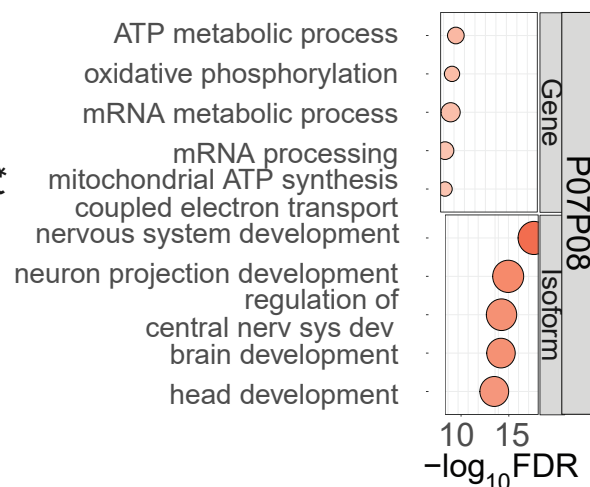 ATP metabolic process
oxidative phosphorylation
mRNA metabolic process
mRNA processing
mitochondrial ATP synthesis
coupled electron transport
nervous system development
neuron projection development
regulation of
central nerv sys dev
brain development
head development
Gene
Isoform
P07P08
10 15
−log10FDR